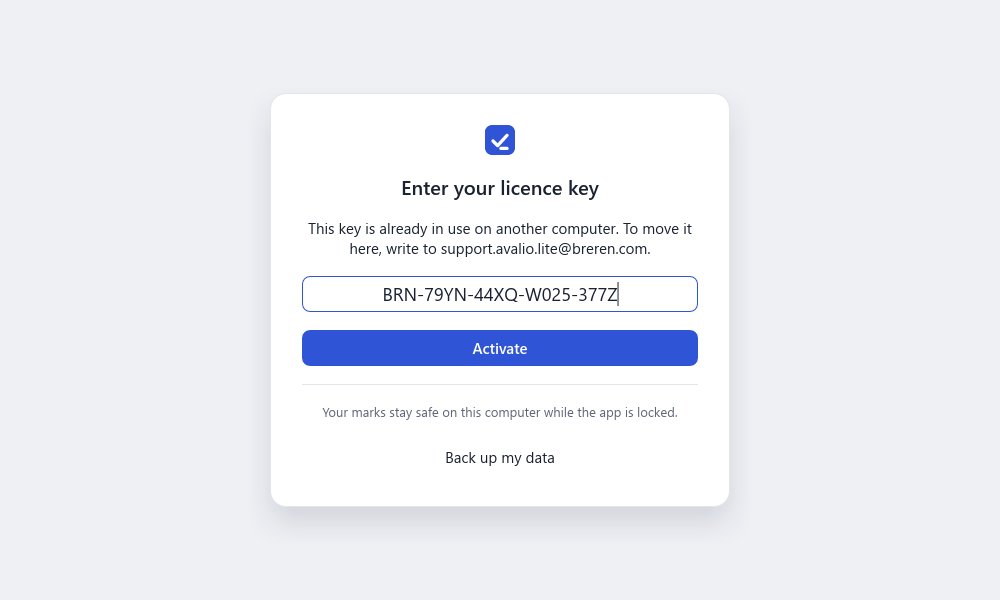 Enter your licence key
This key is already in use on another computer. To move it
here, write to support.avalio.lite@breren.com.
BRN-79YN-44XQ-W025-377Z
Activate
Your marks stay safe on this computer while the app is locked.
Back up my data